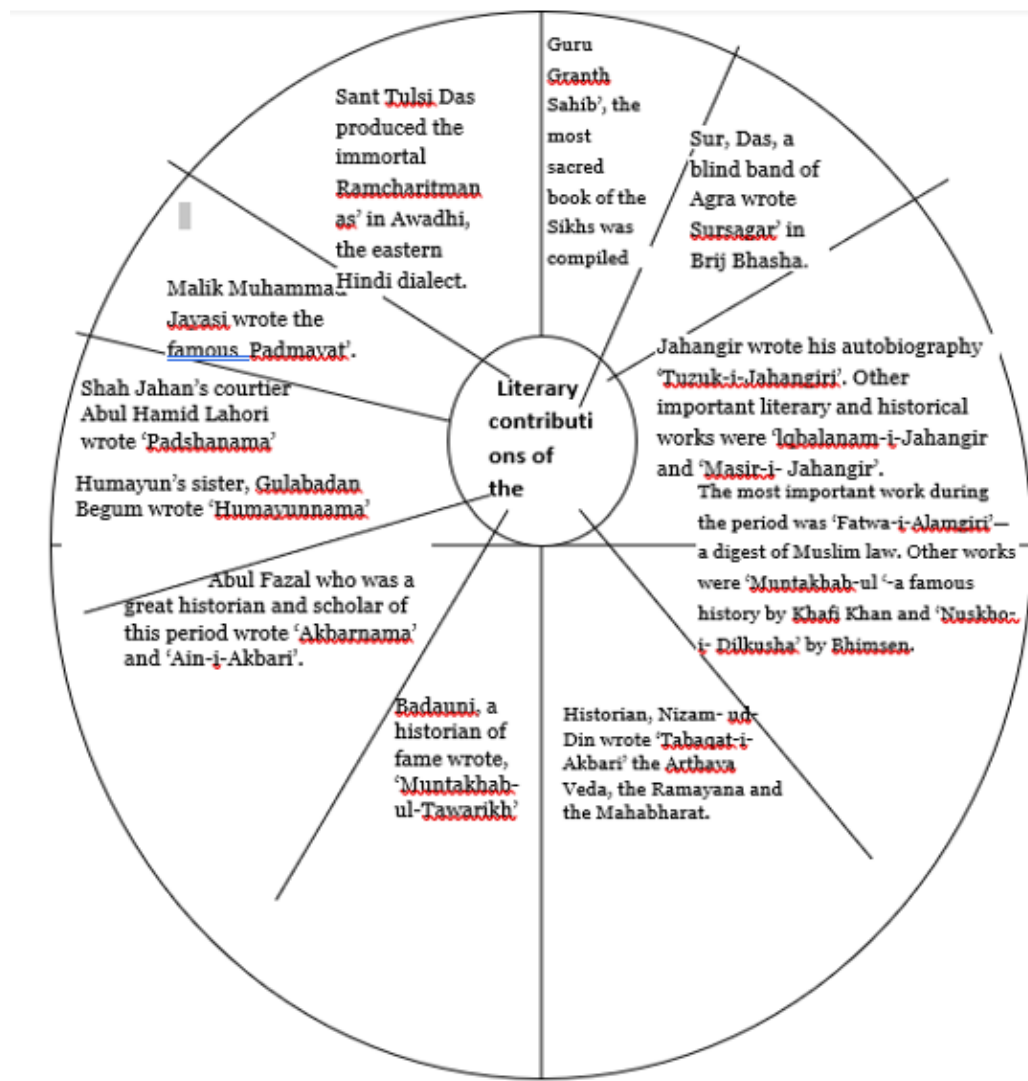 Literary
contributi
ons of
the
Guru
Granth
Sahib’, the
most
sacred
book of the
Sikhs was
compiled
Sur, Das, a
blind band of
Agra wrote
Sursagar’ in
Brij Bhasha.
Jahangir wrote his autobiography
‘Tuzuk-i-Jahangiri’. Other
important literary and historical
works were ‘lqbalanam-i-Jahangir
and ‘Masir-i- Jahangir’.
The most important work during
the period was ‘Fatwa-i-Alamgiri’—
a digest of Muslim law. Other works
were ‘Muntakhab-ul ‘-a famous
history by Khafi Khan and ‘Nuskho-
i- Dilkusha’ by Bhimsen.
Historian, Nizam- ud-
Din wrote ‘Tabaqat-i-
Akbari’ the Arthava
Veda, the Ramayana and
the Mahabharat.
Badauni, a
historian of
fame wrote,
‘Muntakhab-
ul-Tawarikh’
Abul Fazal who was a
great historian and scholar of
this period wrote ‘Akbarnama’
and ‘Ain-i-Akbari’.
Humayun’s sister, Gulabadan
Begum wrote ‘Humayunnama’
Shah Jahan’s courtier
Abul Hamid Lahori
wrote ‘Padshanama’
Malik Muhammad
Jayasi wrote the
famous Padmavat’.
Sant Tulsi Das
produced the
immortal
Ramcharitman
as’ in Awadhi,
the eastern
Hindi dialect.